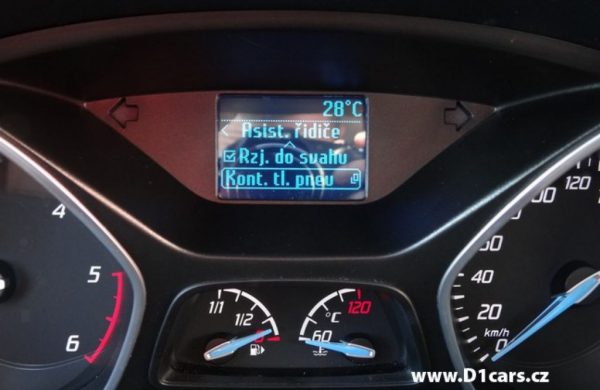 28°C
Asist. řidiče
Rzj. do svahu
Kont. tl. pneu
4
5
6
1/1
1/2
0
°C
120
60
120
100
80
60
40
20
km/h
0
www.D1cars.cz